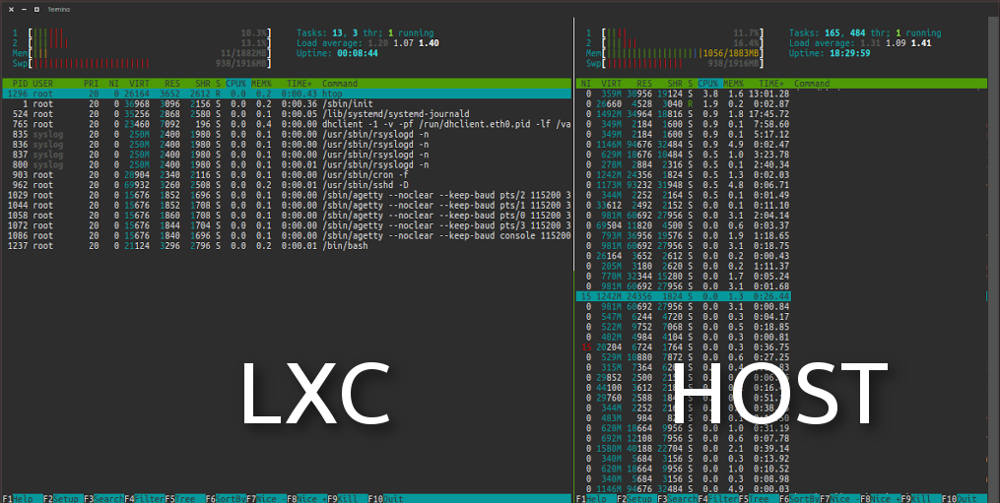 Termina
1 [||||||| 10.3%] Tasks: 13, 3 thr; 1 running
2 [|||||||| 13.1%] Load average: 1.20 1.07 1.40
Mem[||| 11/1882MB] Uptime: 00:08:44
Swp[||||||||||||||||||||||| 938/1916MB]
PID USER PRI NI VIRT RES SHR S CPU% MEM% TIME+ Command
1296 root 20 0 26164 3652 2612 R 0.0 0.2 0:00.43 htop
1 root 20 0 36968 3096 2156 S 0.0 0.2 0:00.36 /sbin/init
524 root 20 0 35256 2868 2580 S 0.0 0.1 0:00.05 /lib/systemd/systemd-journald
765 root 20 0 23460 7092 196 S 0.0 0.4 0:00.00 dhclient -1 -v -pf /run/dhclient.eth0.pid -lf /va
835 syslog 20 0 250M 2400 1980 S 0.0 0.1 0:00.01 /usr/sbin/rsyslogd -n
836 syslog 20 0 250M 2400 1980 S 0.0 0.1 0:00.00 /usr/sbin/rsyslogd -n
837 syslog 20 0 250M 2400 1980 S 0.0 0.1 0:00.00 /usr/sbin/rsyslogd -n
800 syslog 20 0 250M 2400 1980 S 0.0 0.1 0:00.01 /usr/sbin/rsyslogd -n
903 root 20 0 28904 2340 2116 S 0.0 0.1 0:00.00 /usr/sbin/cron -f
962 root 20 0 69932 3260 2508 S 0.0 0.2 0:00.01 /usr/sbin/sshd -D
1029 root 20 0 15676 1852 1696 S 0.0 0.1 0:00.00 /sbin/agetty --noclear --keep-baud pts/2 115200 3
1044 root 20 0 15676 1852 1708 S 0.0 0.1 0:00.00 /sbin/agetty --noclear --keep-baud pts/1 115200 3
1058 root 20 0 15676 1860 1708 S 0.0 0.1 0:00.00 /sbin/agetty --noclear --keep-baud pts/0 115200 3
1072 root 20 0 15676 1844 1704 S 0.0 0.1 0:00.00 /sbin/agetty --noclear --keep-baud pts/3 115200 3
1086 root 20 0 15676 1840 1696 S 0.0 0.1 0:00.00 /sbin/agetty --noclear --keep-baud console 115200
1237 root 20 0 21124 3296 2796 S 0.0 0.2 0:00.01 /bin/bash
LXC
F1Help F2Setup F3SearchF4FilterF5Tree F6SortByF7Nice -F8Nice +F9Kill F10Quit
1 [||||| 11.7%] Tasks: 165, 484 thr; 1 running
2 [||||||| 16.4%] Load average: 1.31 1.09 1.41
Mem[|||||||||||||||||||1056/1883MB] Uptime: 18:29:59
Swp[||||||||||||||| 938/1916MB]
NI VIRT RES SHR S CPU% MEM% TIME+ Command
0 359M 30956 19124 S 3.8 1.6 13:01.28
0 26660 4528 3040 R 1.9 0.2 0:02.87
0 1492M 34964 18816 S 0.9 1.8 17:45.72
0 349M 2184 1600 S 0.9 0.1 7:58.60
0 349M 2184 1600 S 0.9 0.1 5:17.12
0 1146M 94676 32484 S 0.9 4.9 0:02.47
0 629M 18676 10484 S 0.5 1.0 3:23.78
0 278M 2884 2316 S 0.5 0.1 2:40.34
0 1242M 24356 1824 S 0.5 1.3 0:02.03
0 1173M 93232 31948 S 0.5 4.8 0:06.71
0 344M 2252 2164 S 0.5 0.1 0:01.49
0 33612 2492 2152 S 0.0 0.1 0:11.10
0 981M 60692 27956 S 0.0 3.1 2:04.14
0 69504 11820 4500 S 0.0 0.6 0:03.37
0 793M 36956 19576 S 0.0 1.9 1:18.65
0 981M 60692 27956 S 0.0 3.1 0:18.75
0 26164 3652 2612 S 0.0 0.2 0:00.43
0 205M 3180 2620 S 0.0 0.2 1:11.37
0 770M 32344 15280 S 0.0 1.7 0:05.24
0 981M 60692 27956 S 0.0 3.1 0:01.68
15 1242M 24356 1824 S 0.0 1.3 0:26.44
0 981M 60692 27956 S 0.0 3.1 0:00.84
0 547M 6244 4720 S 0.0 0.3 0:04.17
0 522M 9752 7068 S 0.0 0.5 0:18.85
0 402M 4984 4104 S 0.0 0.3 0:00.81
20204 6724 1764 S 0.0 0.3 0:36.75
0 529M 10880 7872 S 0.0 0.6 0:27.25
0 315M 7364
0 29852 2500
0 44100 3612
0 29760 2588
0 344M 2252
0 403M 984
0 620M 18664 9956 S 0.0 1.0 0:31.19
0 692M 12108 7956 S 0.0 0.6 0:07.78
0 1580M 40188 22704 S 0.0 2.1 0:39.14
0 340M 5684 3156 S 0.0 0.3 0:13.92
0 620M 18664 9956 S 0.0 1.0 0:10.52
0 340M 5684 3156 S 0.0 0.3 0:08.98
0 1146M 94676 32484 S 0.0 4.9 0:00.03
HOST
F1Help F2Setup F3SearchF4FilterF5Tree F6SortByF7Nice -F8Nice +F9Kill F10Quit